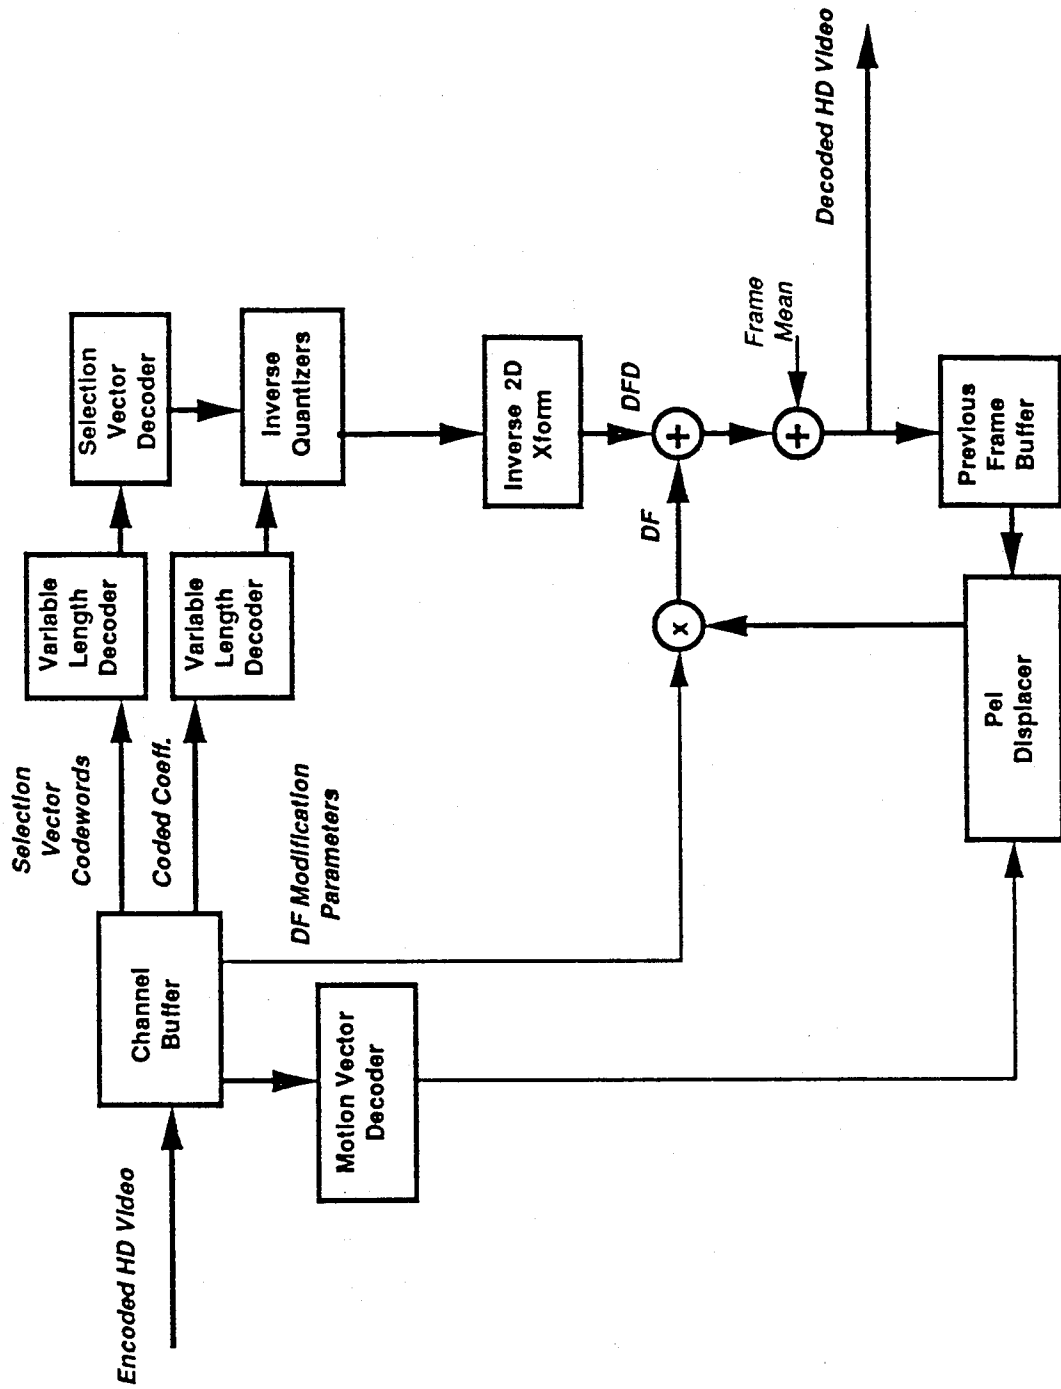 Encoded HD Video
Channel
Buffer
Selection
Vector
Codewords
Coded Coeff.
DF Modification
Parameters
Motion Vector
Decoder
Variable
Length
Decoder
Variable
Length
Decoder
Selection
Vector
Decoder
Inverse
Quantizers
Inverse 2D
Xform
DFD
+
DF
x
Frame
Mean
+
Decoded HD Video
Previous
Frame
Buffer
Pel
Displacer